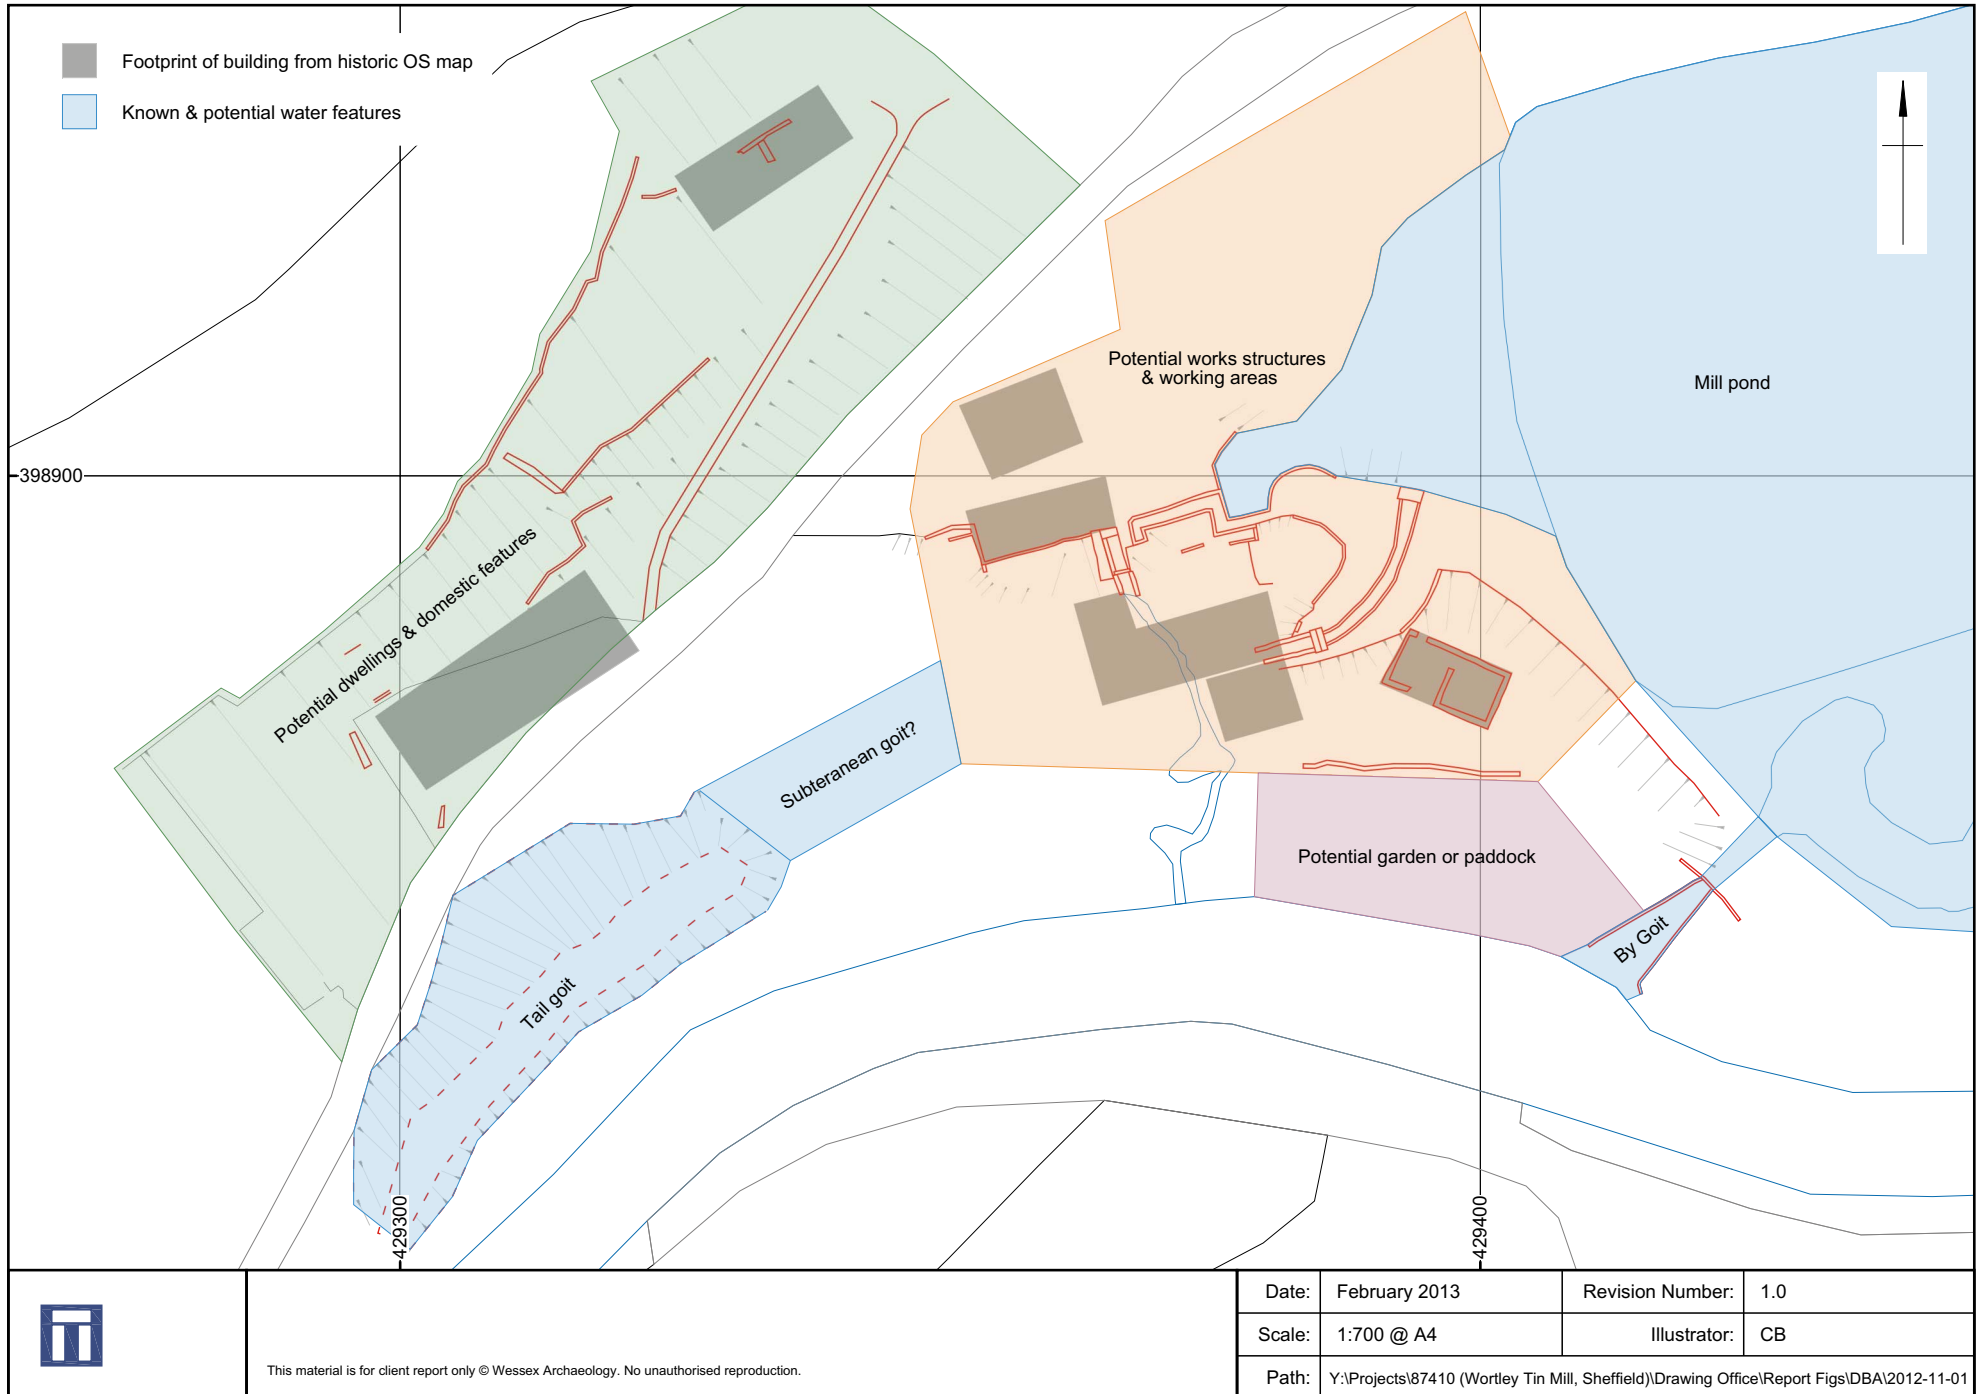 Footprint of building from historic OS map
Known & potential water features
Potential works structures
& working areas
Mill pond
398900
Potential dwellings & domestic features
Subteranean goit?
Potential garden or paddock
By Goit
Tail goit
429300
429400
Date: February 2013 Revision Number: 1.0
Scale: 1:700 @ A4 Illustrator: CB
This material is for client report only © Wessex Archaeology. No unauthorised reproduction.
Path: Y:\Projects\87410 (Wortley Tin Mill, Sheffield)\Drawing Office\Report Figs\DBA\2012-11-01